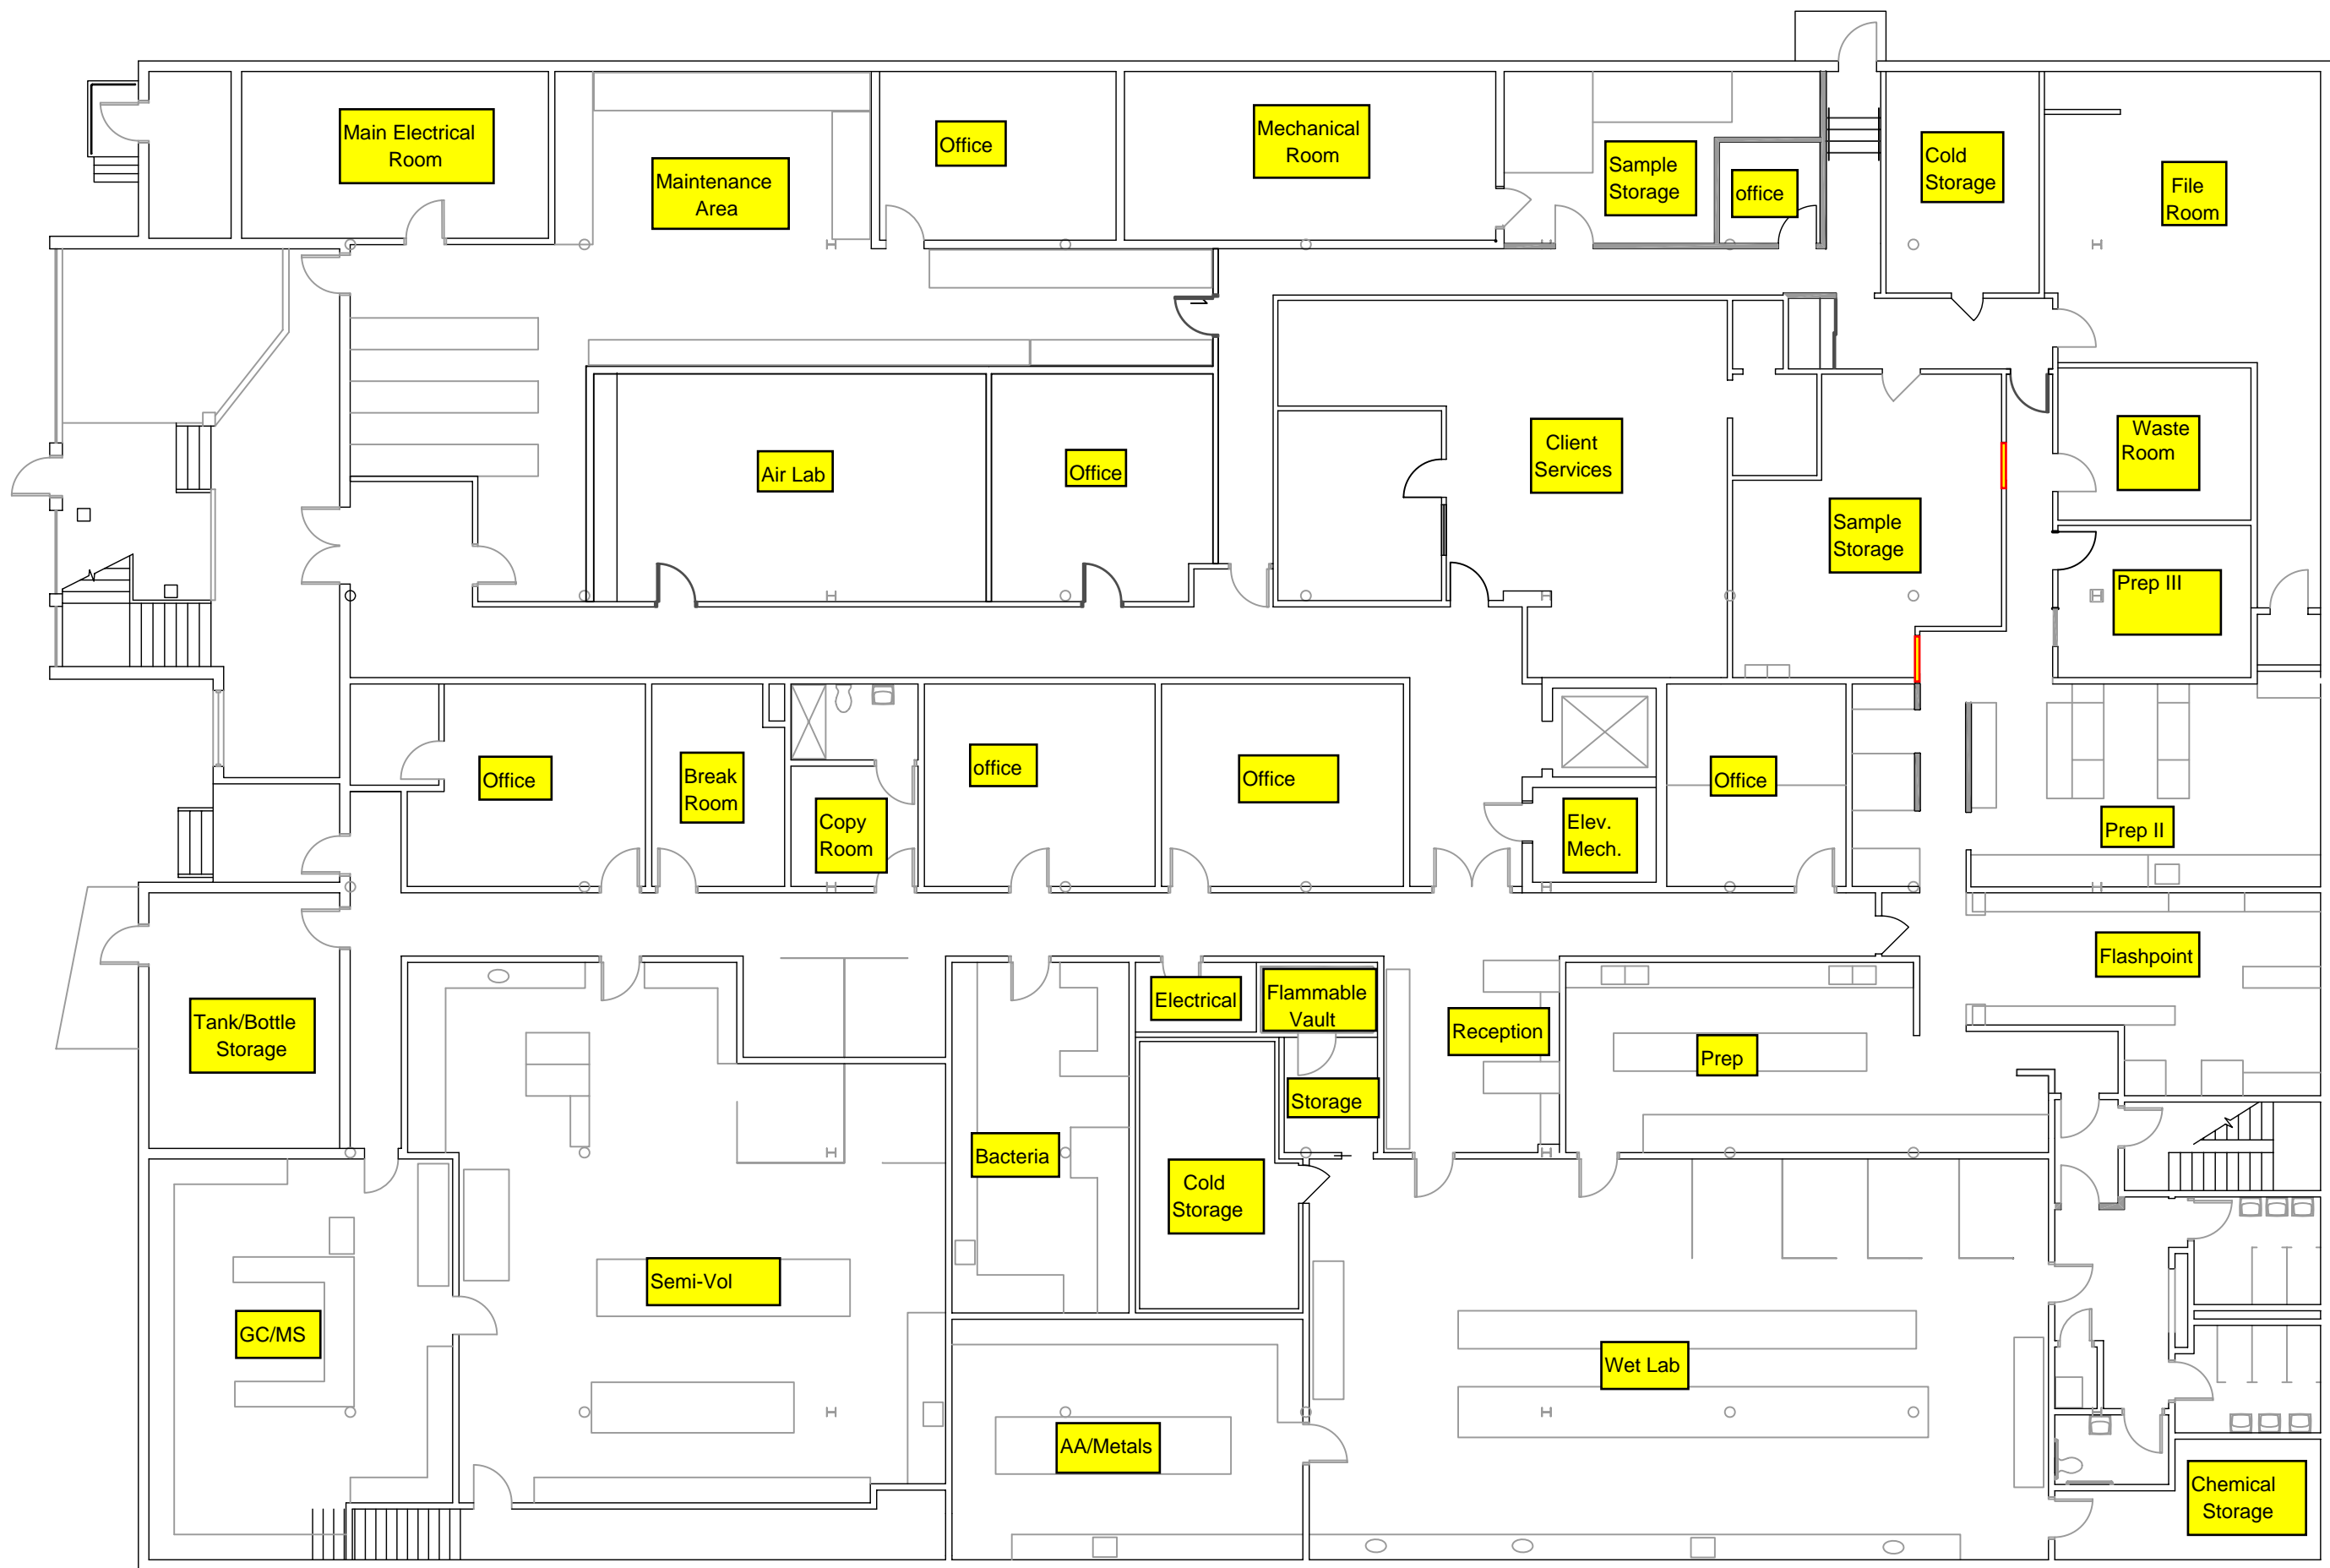 Main Electrical
Room
Maintenance
Area
Office
Mechanical
Room
Sample
Storage
office
Cold
Storage
File
Room
Air Lab
Office
Client
Services
Sample
Storage
Waste
Room
Prep III
Office
Break
Room
Copy
Room
office
Office
Elev.
Mech.
Office
Prep II
Tank/Bottle
Storage
Electrical
Flammable
Vault
Reception
Prep
Flashpoint
Storage
Bacteria
Cold
Storage
Semi-Vol
GC/MS
Wet Lab
AA/Metals
Chemical
Storage